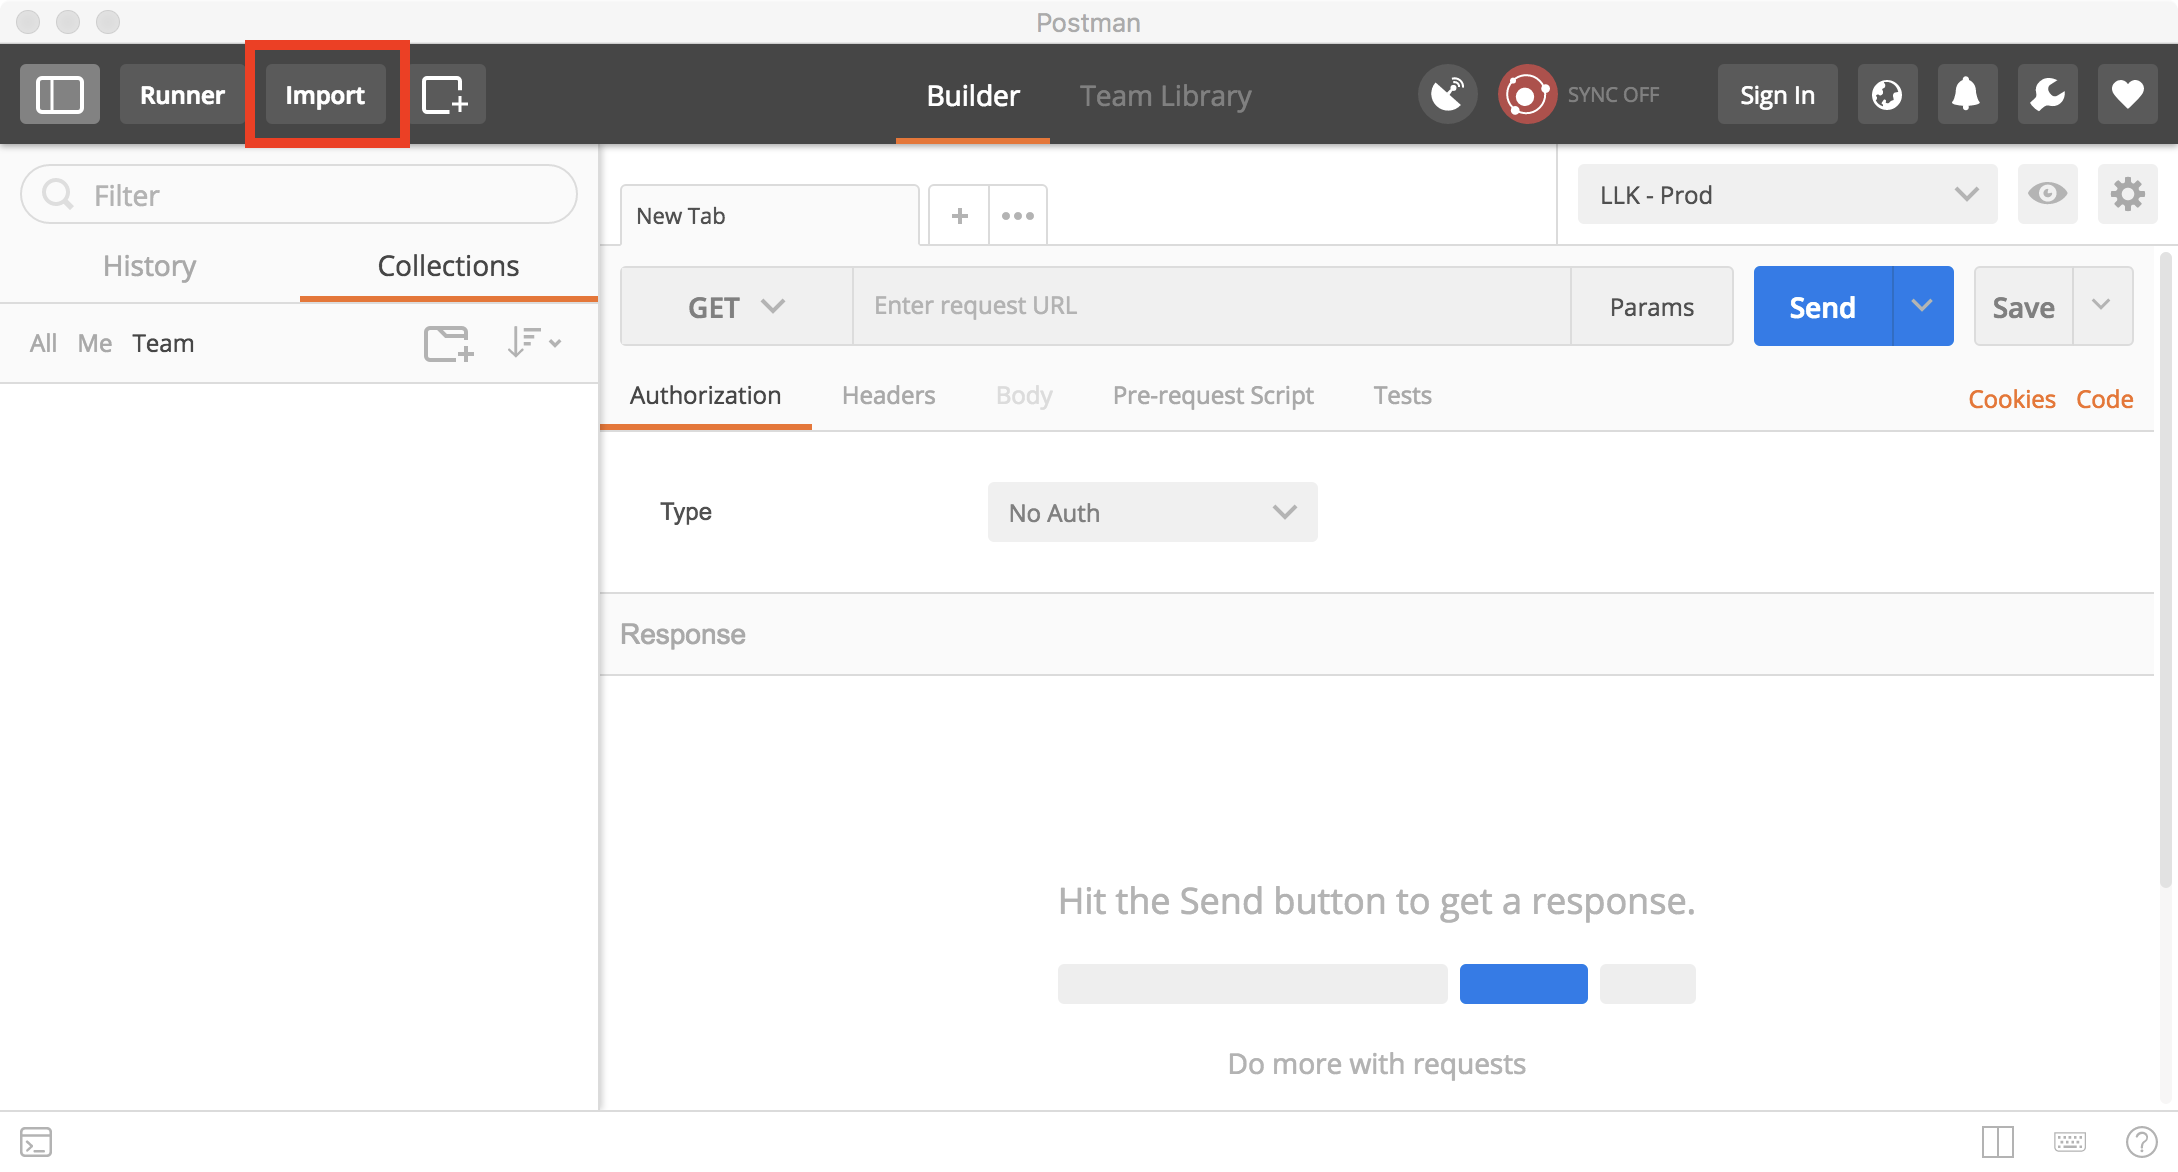 Postman
Runner
Import
Builder
Team Library
SYNC OFF
Sign In
Filter
History
Collections
All Me Team
New Tab
LLK - Prod
GET
Enter request URL
Params
Send
Save
Authorization
Headers
Body
Pre-request Script
Tests
Cookies
Code
Type
No Auth
Response
Hit the Send button to get a response.
Do more with requests